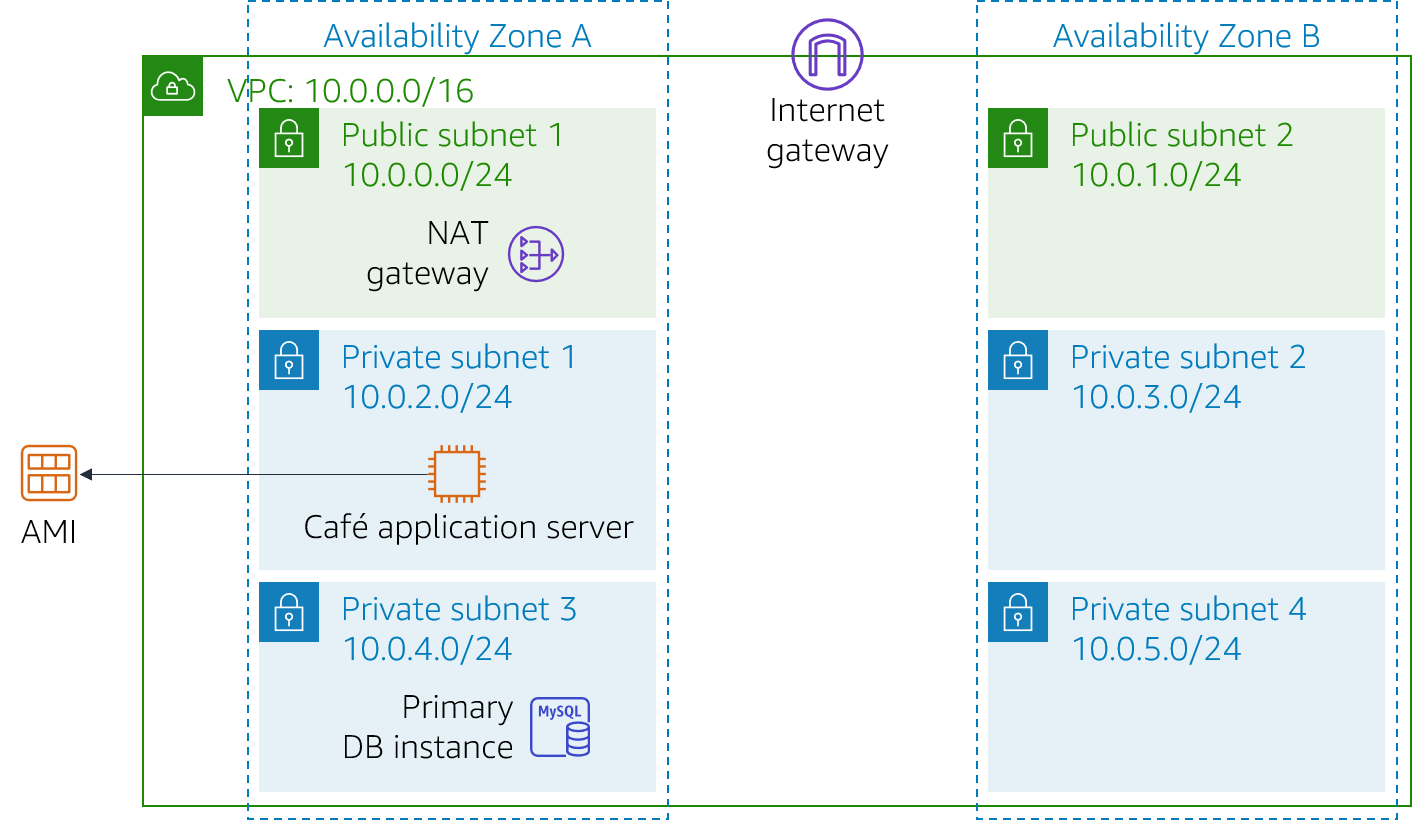 Availability Zone A
Availability Zone B
VPC: 10.0.0.0/16
Internet
gateway
Public subnet 1
10.0.0.0/24
NAT
gateway
Public subnet 2
10.0.1.0/24
Private subnet 1
10.0.2.0/24
Café application server
AMI
Private subnet 2
10.0.3.0/24
Private subnet 3
10.0.4.0/24
Primary
DB instance
MySQL
Private subnet 4
10.0.5.0/24